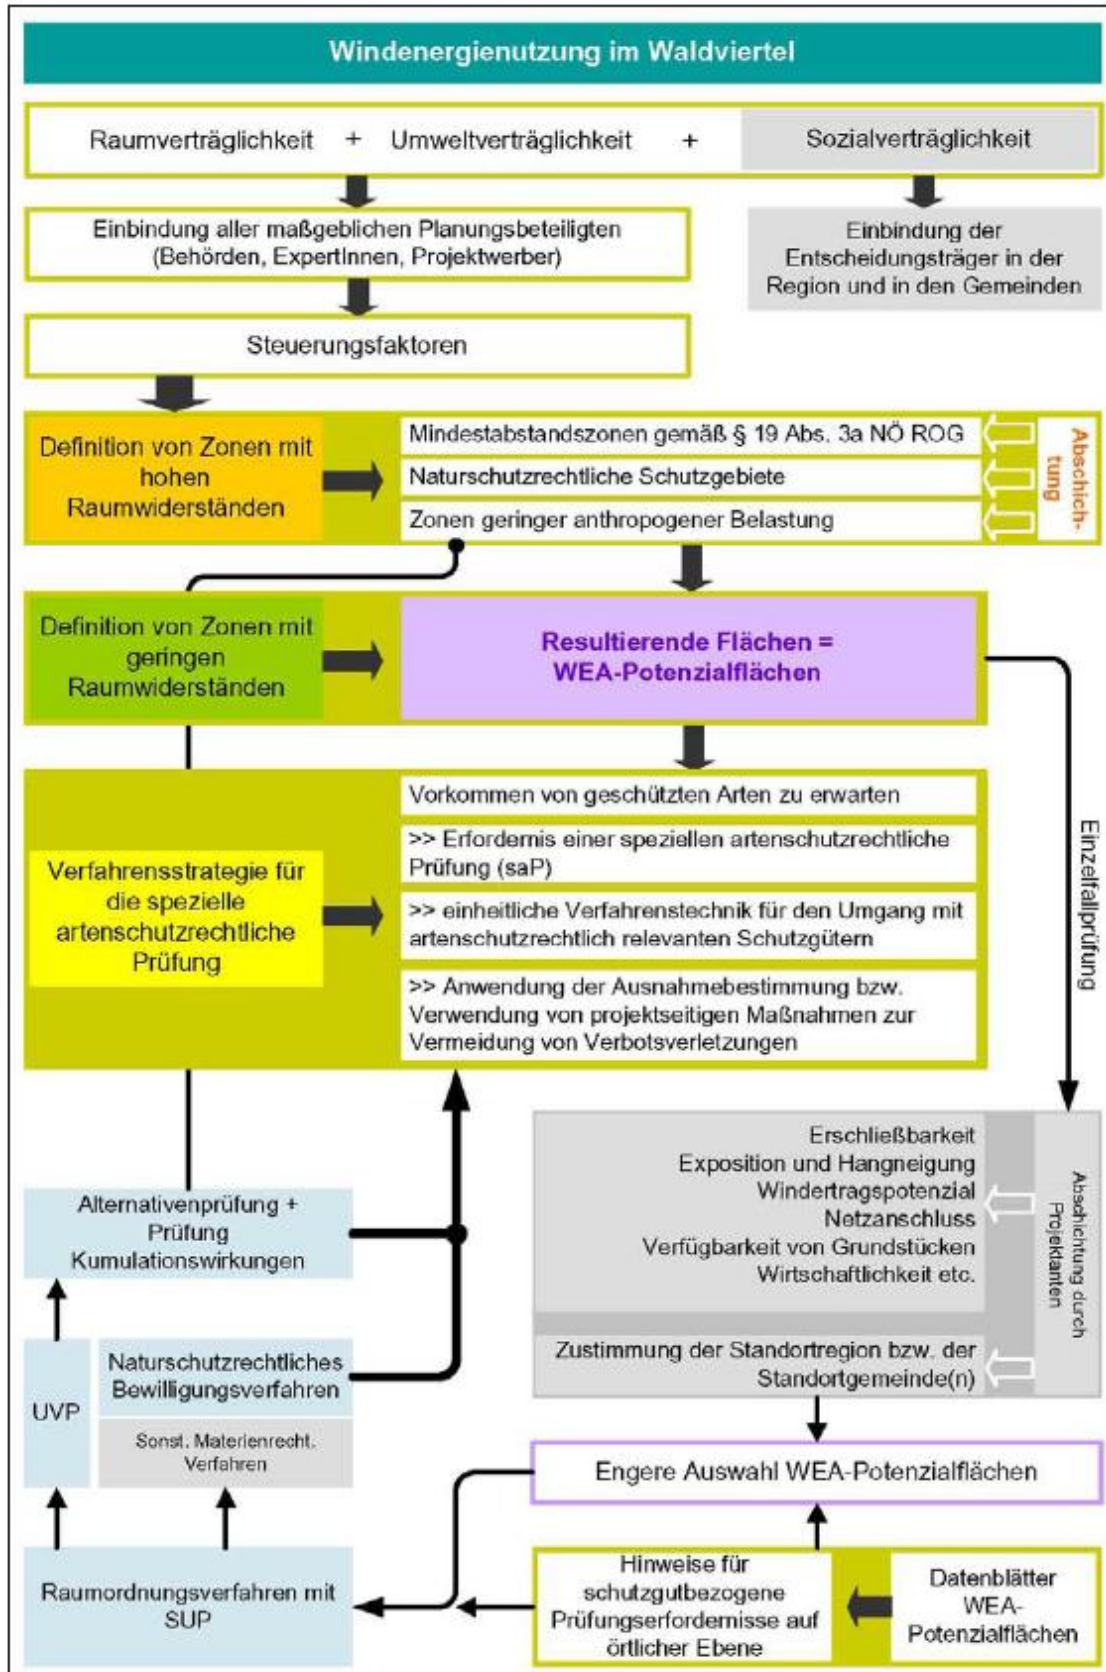 Windenergienutzung im Waldviertel
Raumverträglichkeit + Umweltverträglichkeit + Sozialverträglichkeit
Einbindung aller maßgeblichen Planungsbeteiligten
(Behörden, ExpertInnen, Projektwerber)
Einbindung der
Entscheidungsträger in der
Region und in den Gemeinden
Steuerungsfaktoren
Definition von Zonen mit
hohen
Raumwiderständen
Mindestabstandszonen gemäß § 19 Abs. 3a NÖ ROG
Naturschutzrechtliche Schutzgebiete
Zonen geringer anthropogener Belastung
Abschich-
tung
Definition von Zonen mit
geringen
Raumwiderständen
Resultierende Flächen =
WEA-Potenzialflächen
Verfahrensstrategie für
die spezielle
artenschutzrechtliche
Prüfung
Vorkommen von geschützten Arten zu erwarten
>> Erfordernis einer speziellen artenschutzrechtliche
Prüfung (saP)
>> einheitliche Verfahrenstechnik für den Umgang mit
artenschutzrechtlich relevanten Schutzgütern
>> Anwendung der Ausnahmebestimmung bzw.
Verwendung von projektseitigen Maßnahmen zur
Vermeidung von Verbotsverletzungen
Einzelfallprüfung
Erschließbarkeit
Exposition und Hangneigung
Windertragspotenzial
Netzanschluss
Verfügbarkeit von Grundstücken
Wirtschaftlichkeit etc.
Zustimmung der Standortregion bzw. der
Standortgemeinde(n)
Abschichtung durch
Projektanten
Alternativenprüfung +
Prüfung
Kumulationswirkungen
UVP
Naturschutzrechtliches
Bewilligungsverfahren
Sonst. Materienrecht.
Verfahren
Engere Auswahl WEA-Potenzialflächen
Raumordnungsverfahren mit
SUP
Hinweise für
schutzgutbezogene
Prüfungserfordernisse auf
örtlicher Ebene
Datenblätter
WEA-
Potenzialflächen